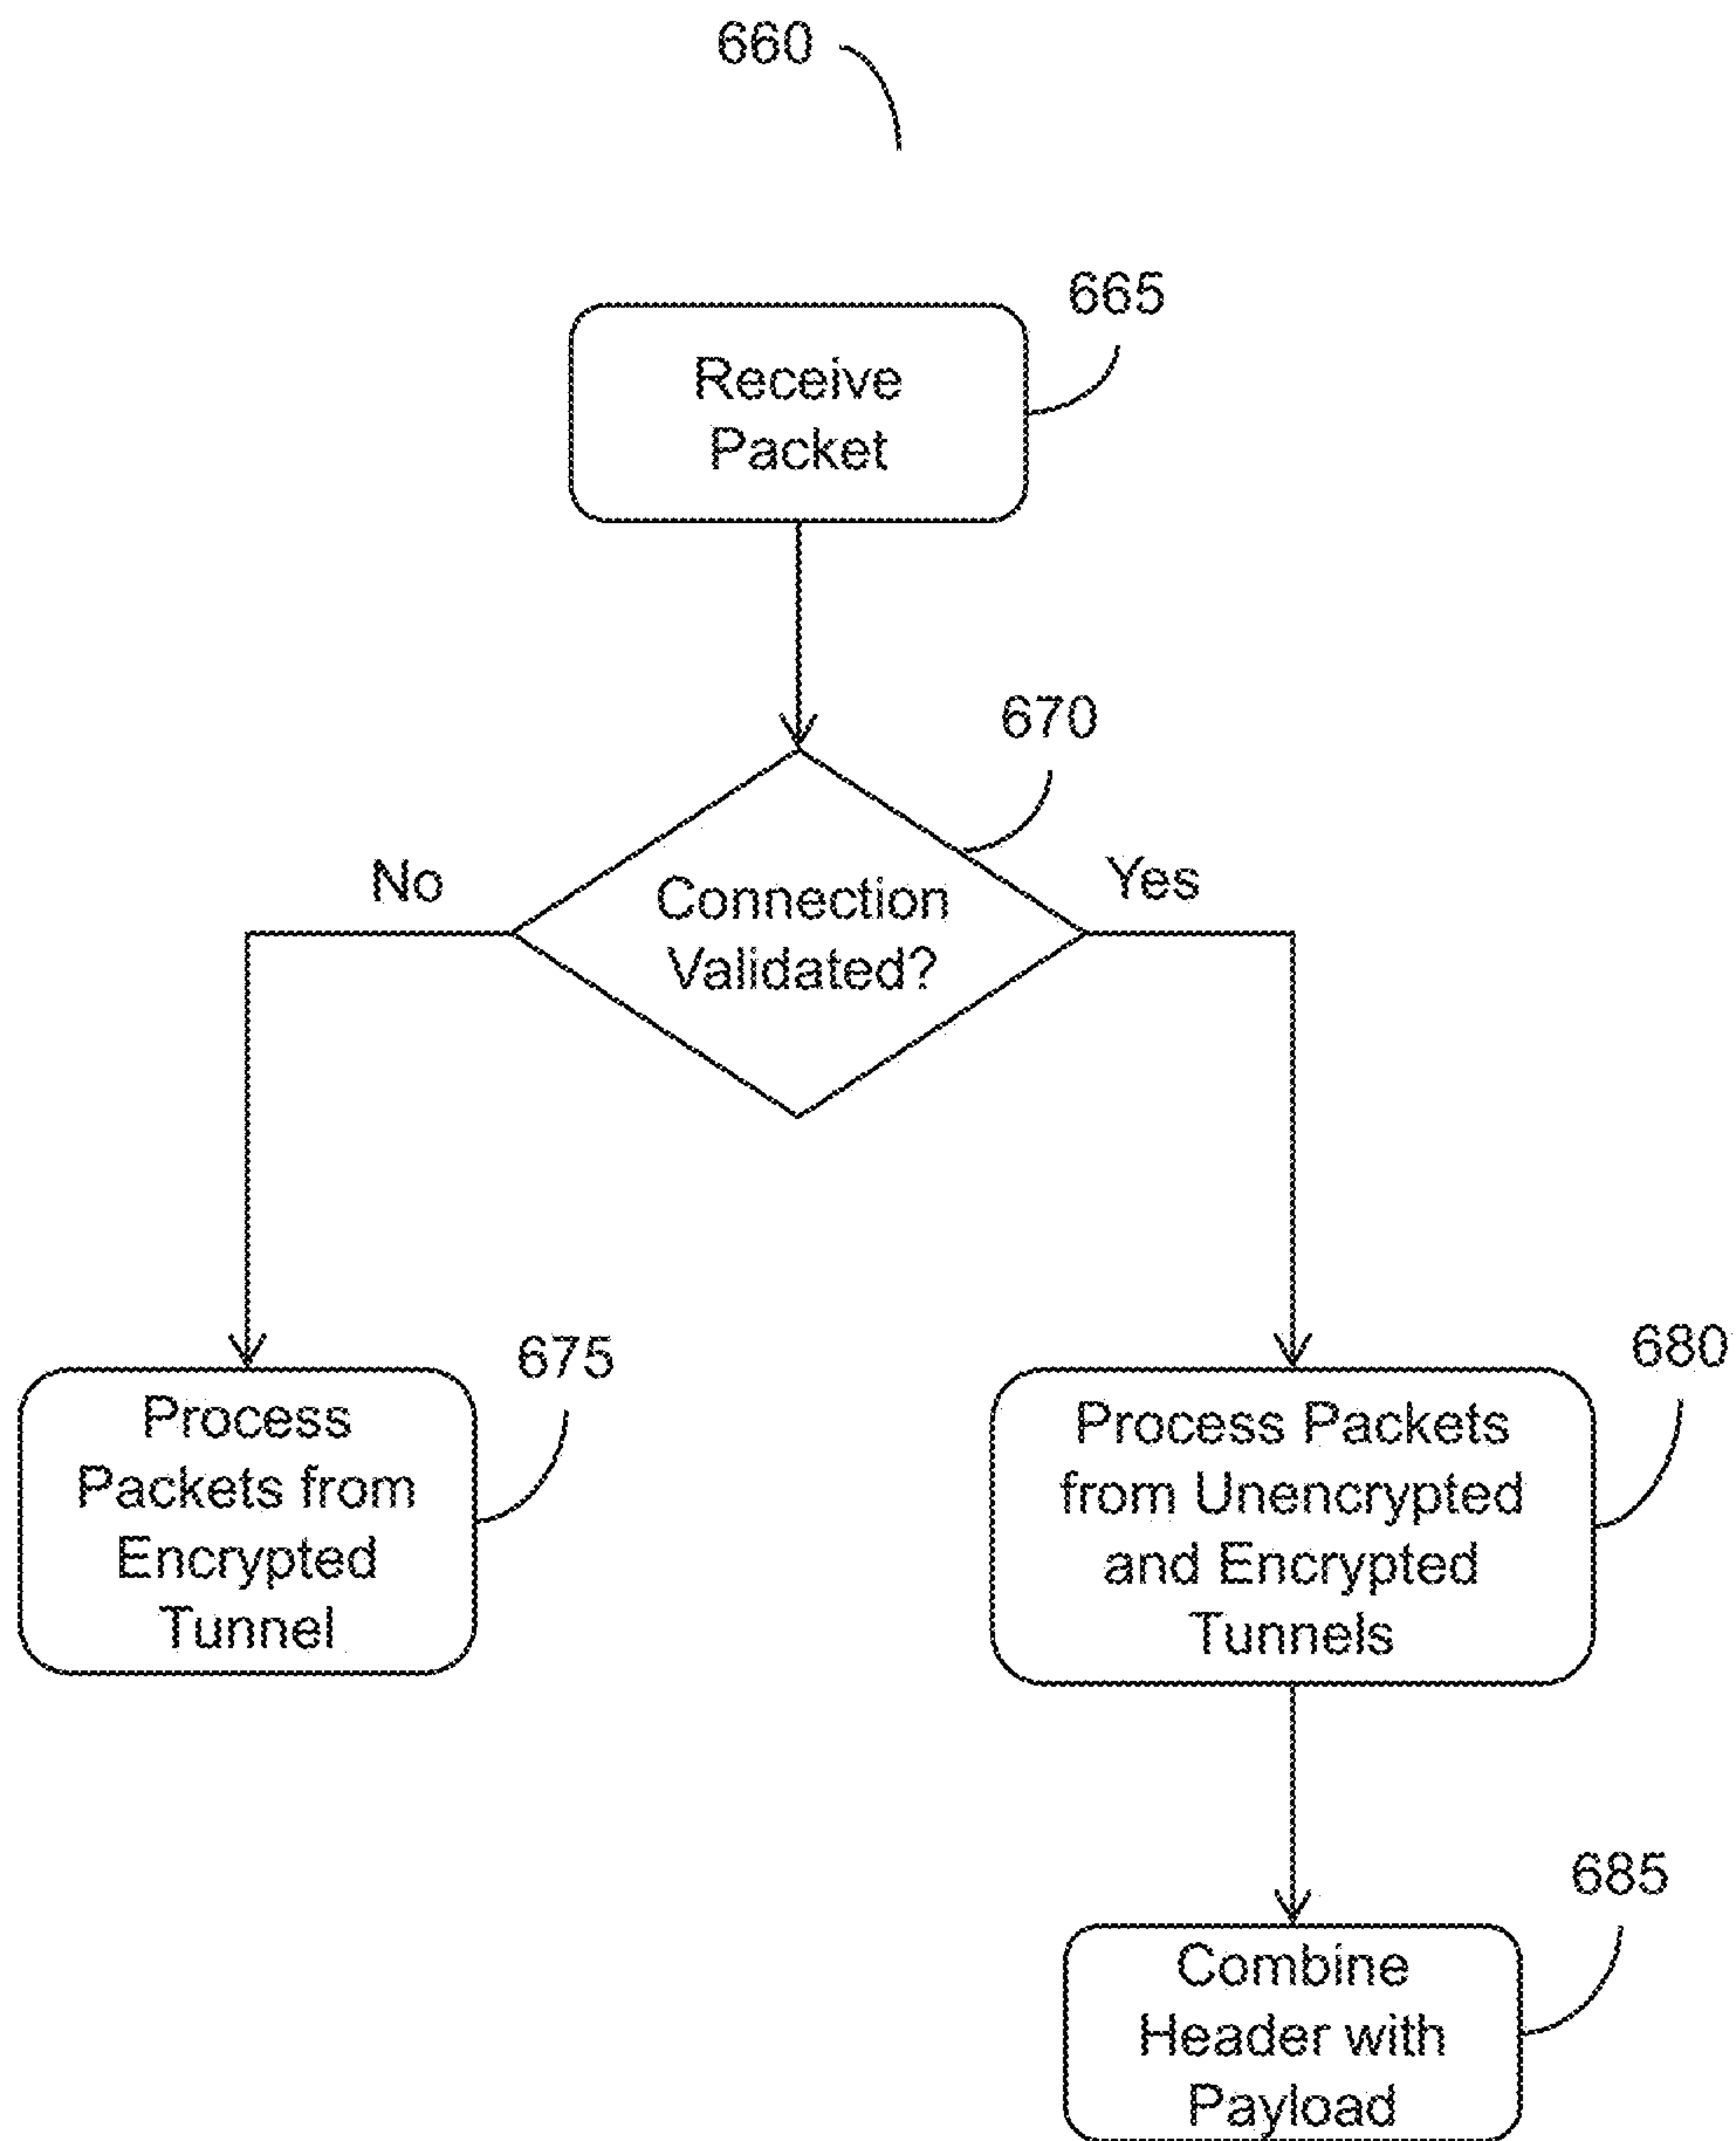 660
665
Receive
Packet
670
No
Yes
Connection
Validated?
675
680
Process
Packets from
Encrypted
Tunnel
Process Packets
from Unencrypted
and Encrypted
Tunnels
685
Combine
Header with
Payload